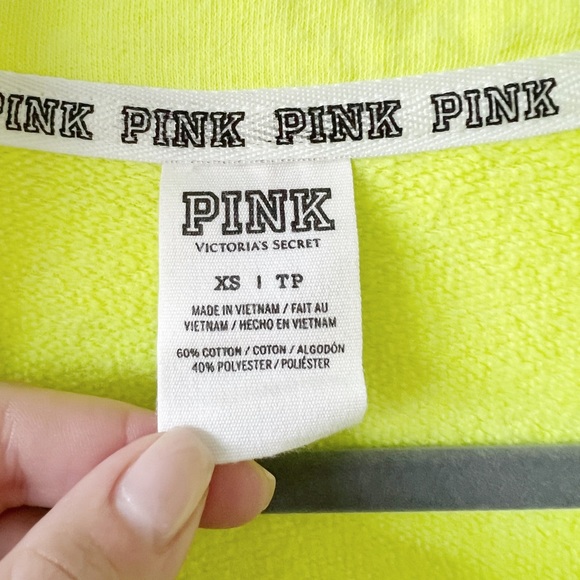 PINK PINK PINK PINK
PINK
VICTORIA'S SECRET
XS | TP
MADE IN VIETNAM / FAIT AU
VIETNAM / HECHO EN VIETNAM
60% COTTON / COTON / ALGODÓN
40% POLYESTER / POLIÉSTER